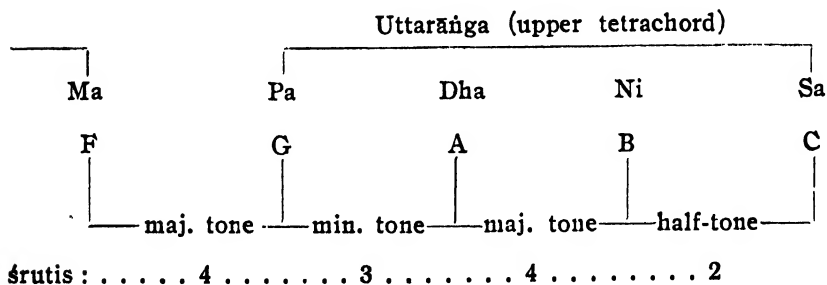 Uttarāṅga (upper tetrachord)
Ma Pa Dha Ni Sa
F G A B C
maj. tone min. tone maj. tone half-tone
śrutis : . . . . . 4 . . . . . . . 3 . . . . . . . 4 . . . . . . . . 2